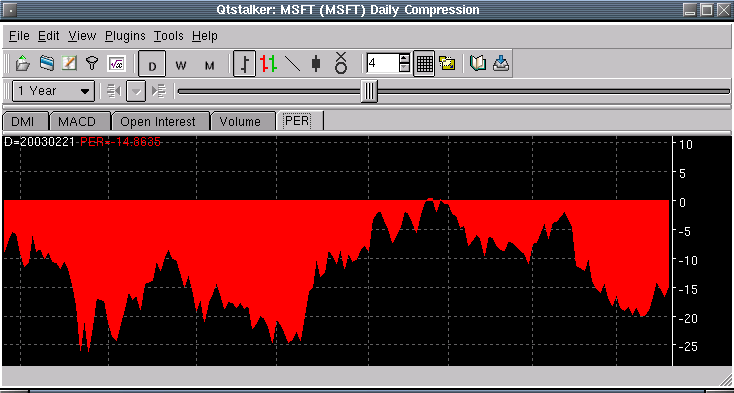 Qtstalker: MSFT (MSFT) Daily Compression
File Edit View Plugins Tools Help
D W M 4
1 Year
DMI MACD Open Interest Volume PER
D=20030221 PER=-14.8635
10
5
0
-5
-10
-15
-20
-25